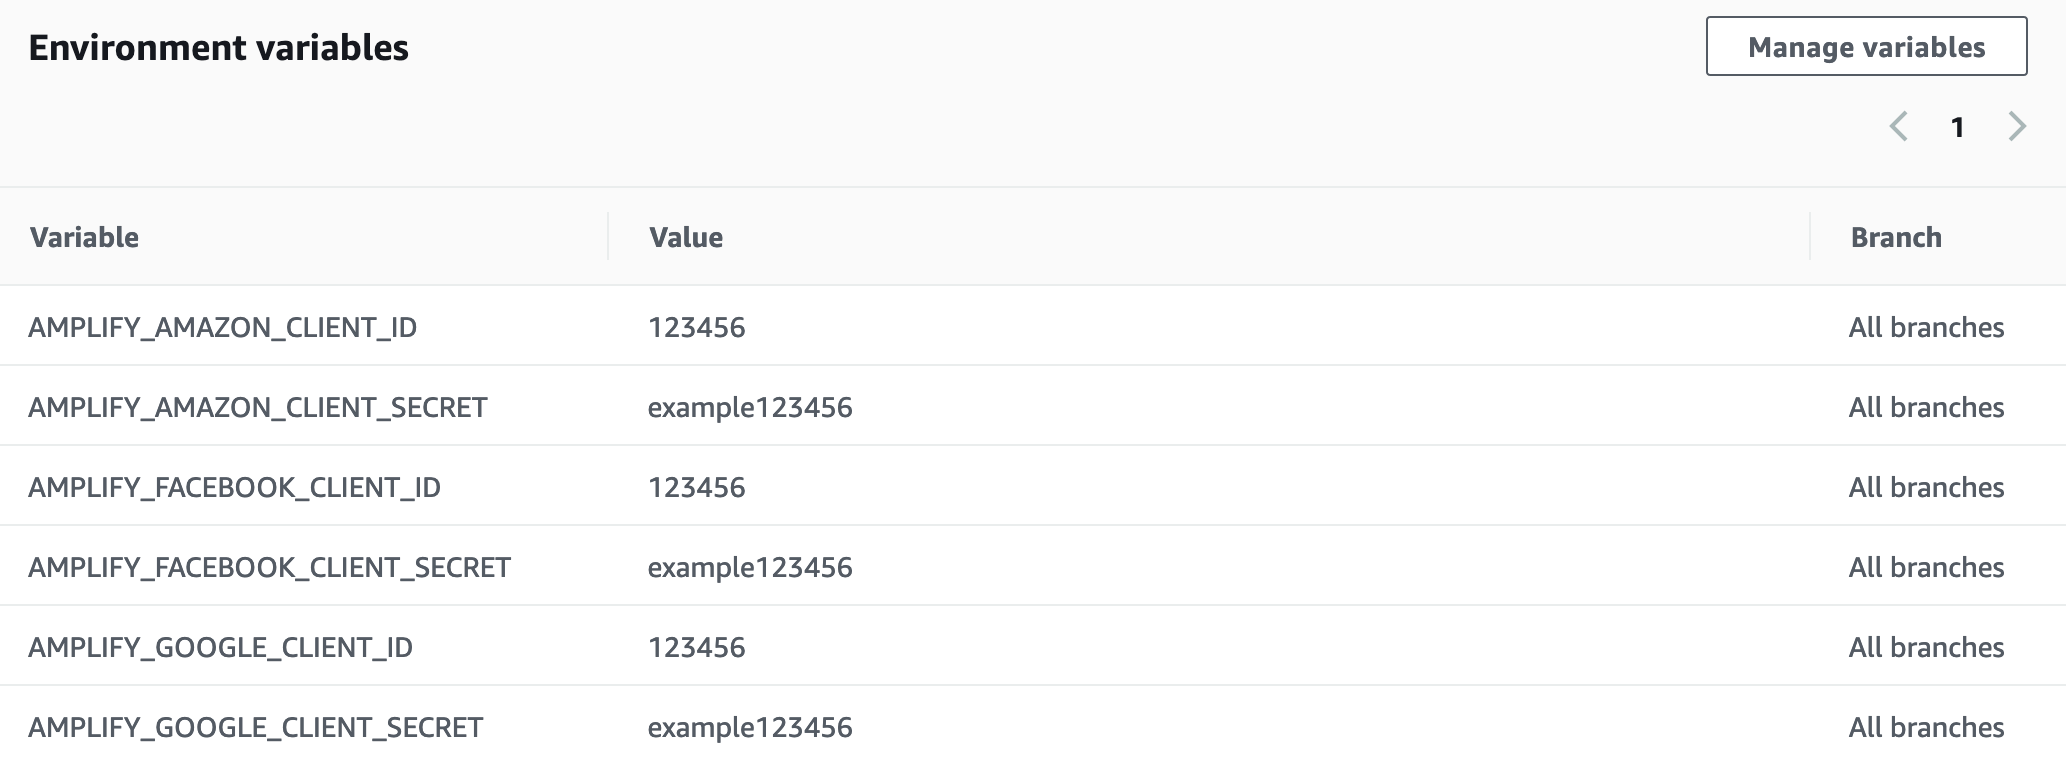 Environment variables
Manage variables
1
Variable Value Branch
AMPLIFY_AMAZON_CLIENT_ID 123456 All branches
AMPLIFY_AMAZON_CLIENT_SECRET example123456 All branches
AMPLIFY_FACEBOOK_CLIENT_ID 123456 All branches
AMPLIFY_FACEBOOK_CLIENT_SECRET example123456 All branches
AMPLIFY_GOOGLE_CLIENT_ID 123456 All branches
AMPLIFY_GOOGLE_CLIENT_SECRET example123456 All branches